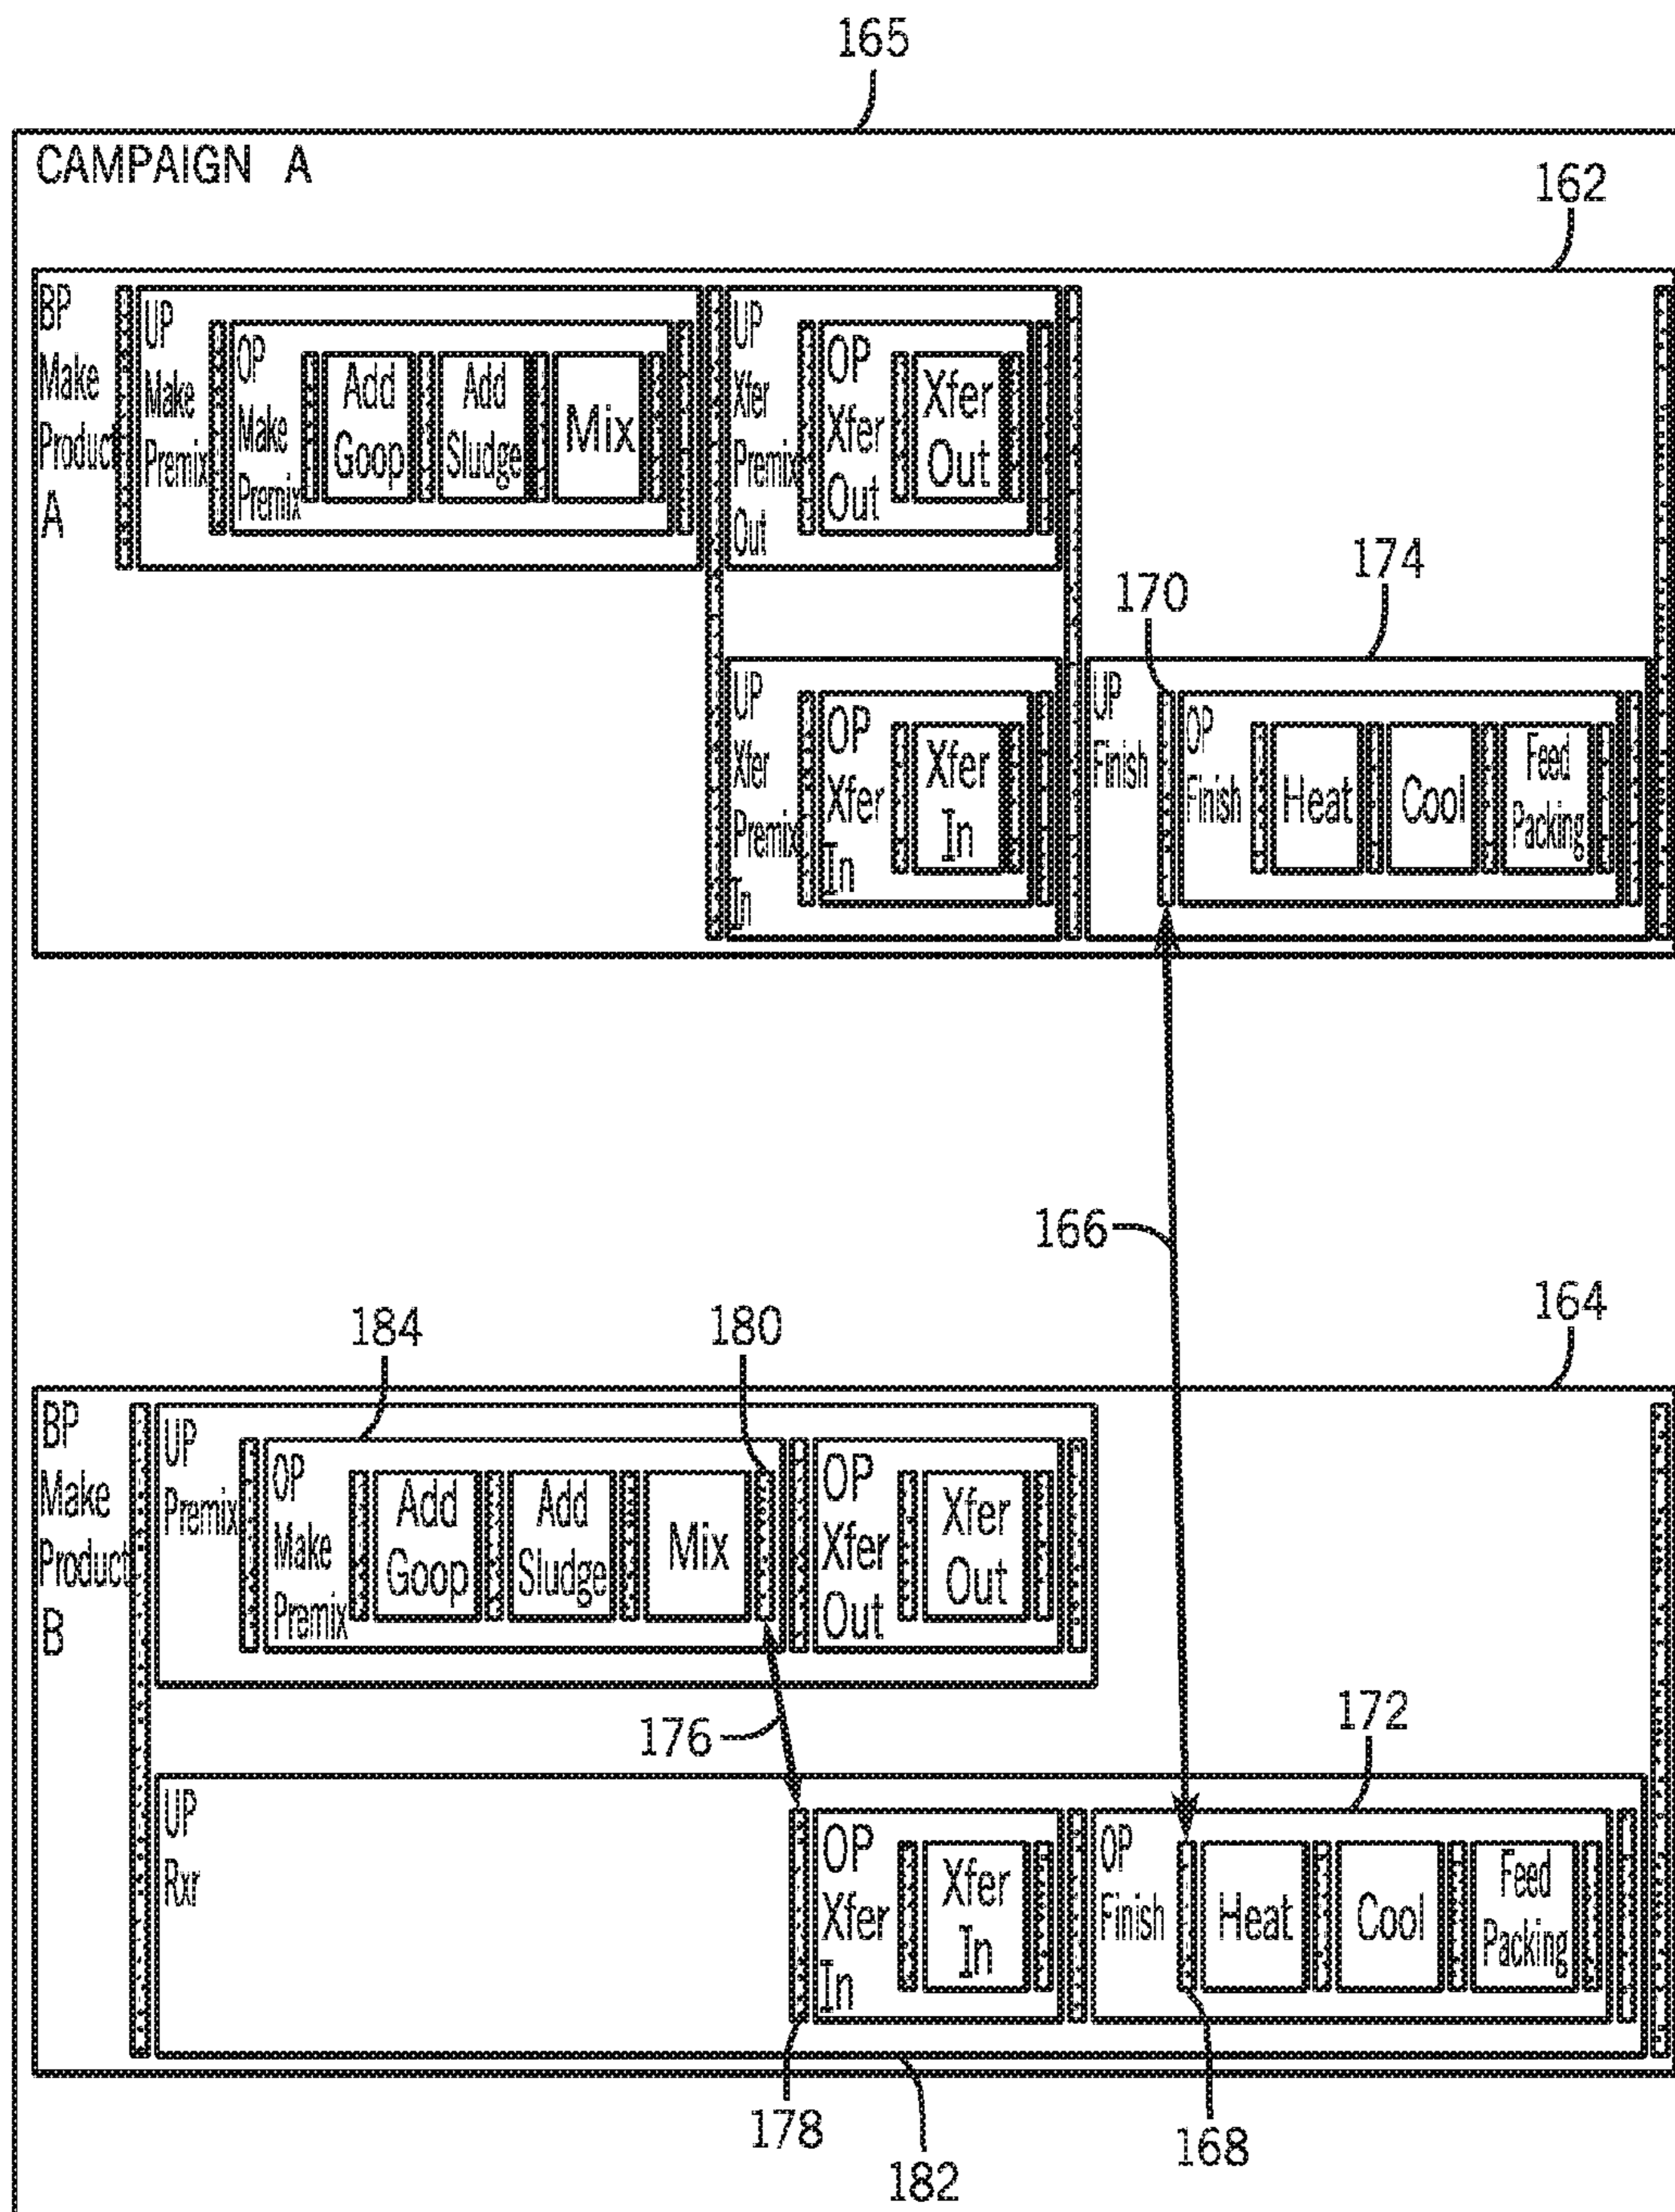 165
CAMPAIGN A
162
BP
Make
Product
A
UP
Make
Premix
OP
Make
Premix
Add
Goop
Add
Sludge
Mix
UP
Xfer
Premix
Out
OP
Xfer
Out
Xfer
Out
174
170
UP
Xfer
Premix
In
OP
Xfer
In
Xfer
In
UP
Finish
OP
Finish
Heat
Cool
Feed
Packing
166
164
184
180
BP
Make
Product
B
UP
Premix
OP
Make
Premix
Add
Goop
Add
Sludge
Mix
OP
Xfer
Out
Xfer
Out
176
172
UP
Rxr
OP
Xfer
In
Xfer
In
OP
Finish
Heat
Cool
Feed
Packing
178
168
182